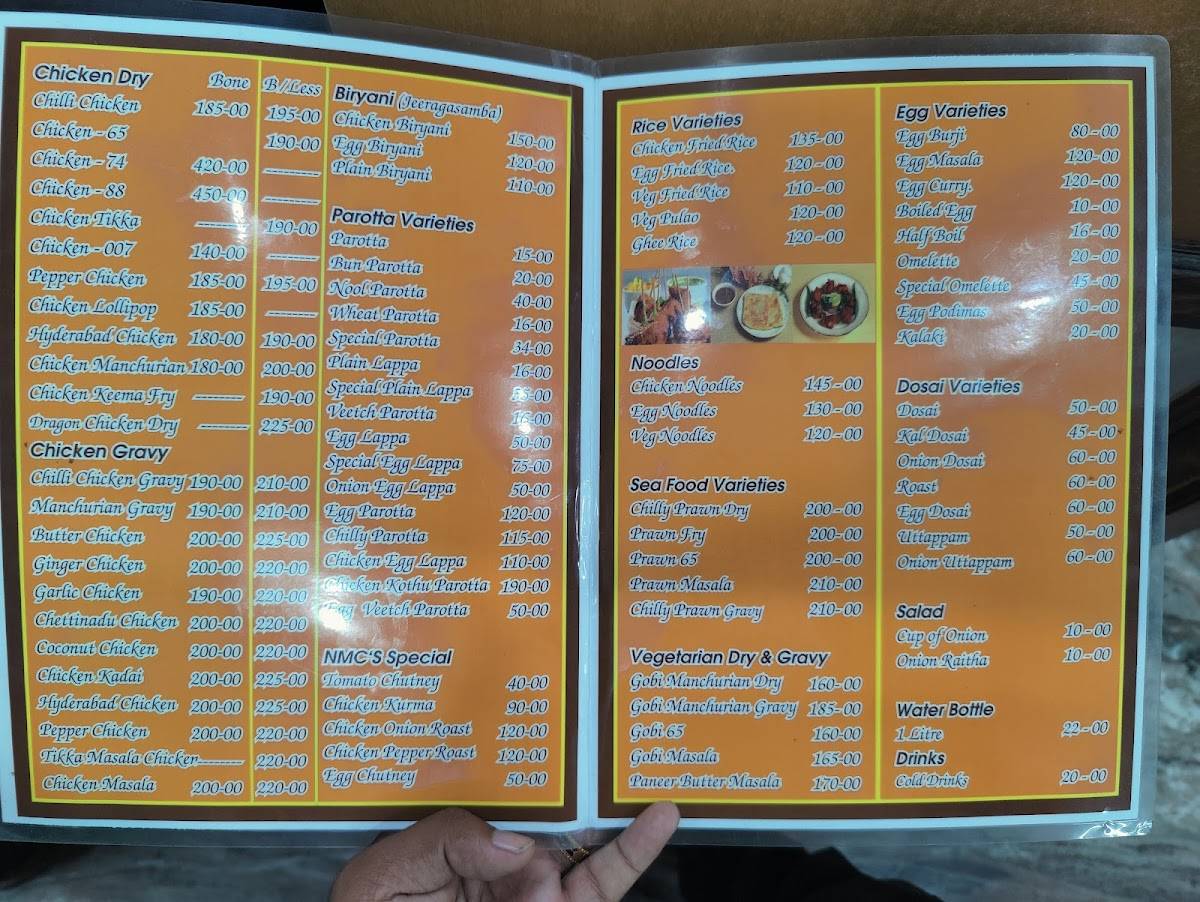 Chicken Dry Bone B/Less
Chilli Chicken 185-00 195-00
Chicken - 65 190-00
Chicken - 74 420-00 --------
Chicken - 88 450-00 --------
Chicken Tikka -------- 190-00
Chicken - 007 140-00 --------
Pepper Chicken 185-00 195-00
Chicken Lollipop 185-00 --------
Hyderabad Chicken 180-00 190-00
Chicken Manchurian 180-00 200-00
Chicken Keema Fry -------- 190-00
Dragon Chicken Dry -------- 225-00
Chicken Gravy
Chilli Chicken Gravy 190-00 210-00
Manchurian Gravy 190-00 210-00
Butter Chicken 200-00 225-00
Ginger Chicken 200-00 220-00
Garlic Chicken 190-00 220-00
Chettinadu Chicken 200-00 220-00
Coconut Chicken 200-00 220-00
Chicken Kadai 200-00 225-00
Hyderabad Chicken 200-00 225-00
Pepper Chicken 200-00 220-00
Tikka Masala Chicken -------- 220-00
Chicken Masala 200-00 220-00
Biryani (Jeeragasamba)
Chicken Biryani 150-00
Egg Biryani 120-00
Plain Biryani 110-00
Parotta Varieties
Parotta 15-00
Bun Parotta 20-00
Nool Parotta 40-00
Wheat Parotta 16-00
Special Parotta 34-00
Plain Lappa 16-00
Special Plain Lappa
Veetch Parotta 16-00
Egg Lappa 50-00
Special Egg Lappa 75-00
Onion Egg Lappa 50-00
Egg Parotta 120-00
Chilly Parotta 115-00
Chicken Egg Lappa 110-00
Chicken Kothu Parotta 190-00
Egg Veetch Parotta 50-00
NMC'S Special
Tomato Chutney 40-00
Chicken Kurma 90-00
Chicken Onion Roast 120-00
Chicken Pepper Roast 120-00
Egg Chutney 50-00
Rice Varieties
Chicken Fried Rice 135-00
Egg Fried Rice. 120-00
Veg Fried Rice 110-00
Veg Pulao 120-00
Ghee Rice 120-00
Noodles
Chicken Noodles 145-00
Egg Noodles 130-00
Veg Noodles 120-00
Sea Food Varieties
Chilly Prawn Dry 200-00
Prawn Fry 200-00
Prawn 65 200-00
Prawn Masala 210-00
Chilly Prawn Gravy 210-00
Vegetarian Dry & Gravy
Gobi Manchurian Dry 160-00
Gobi Manchurian Gravy 185-00
Gobi 65 160-00
Gobi Masala 165-00
Paneer Butter Masala 170-00
Egg Varieties
Egg Burji 80-00
Egg Masala 120-00
Egg Curry. 120-00
Boiled Egg 10-00
Half Boil 16-00
Omelette 20-00
Special Omelette 45-00
Egg Podimas 50-00
Kalaki 20-00
Dosai Varieties
Dosai 50-00
Kal Dosai 45-00
Onion Dosai 60-00
Roast 60-00
Egg Dosai 60-00
Uttappam 50-00
Onion Uttappam 60-00
Salad
Cup of Onion 10-00
Onion Raitha 10-00
Water Bottle
1 Litre 22-00
Drinks
Cold Drinks 20-00